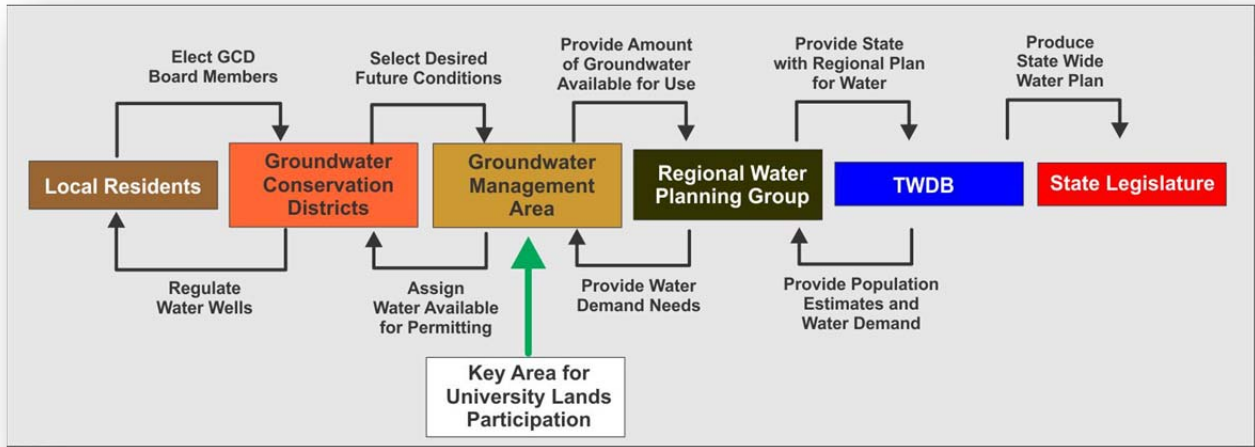 Elect GCD
Board Members
Select Desired
Future Conditions
Provide Amount
of Groundwater
Available for Use
Provide State
with Regional Plan
for Water
Produce
State Wide
Water Plan
Local Residents
Groundwater
Conservation
Districts
Groundwater
Management
Area
Regional Water
Planning Group
TWDB
State Legislature
Regulate
Water Wells
Assign
Water Available
for Permitting
Provide Water
Demand Needs
Provide Population
Estimates and
Water Demand
Key Area for
University Lands
Participation